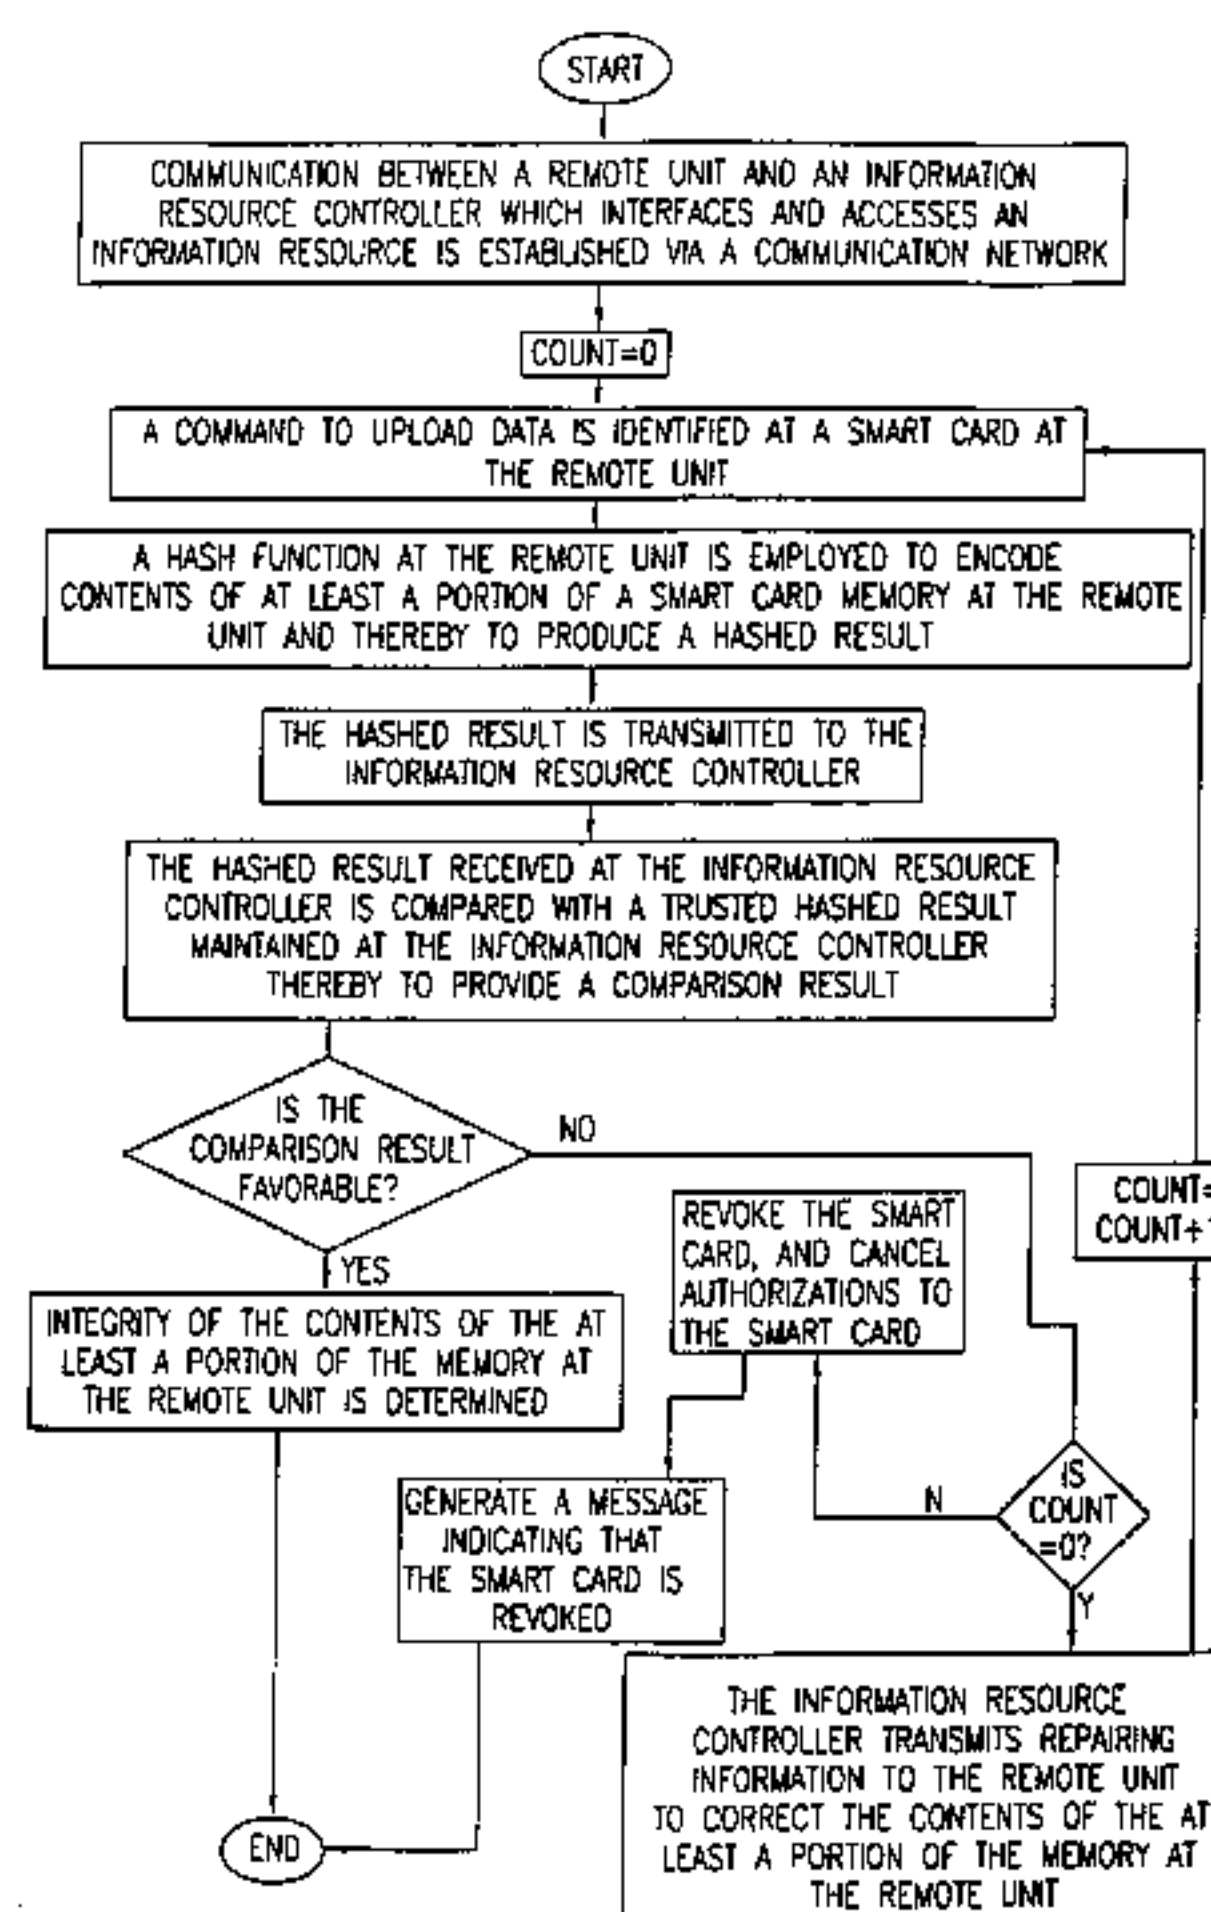 START
COMMUNICATION BETWEEN A REMOTE UNIT AND AN INFORMATION
RESOURCE CONTROLLER WHICH INTERFACES AND ACCESSES AN
INFORMATION RESOURCE IS ESTABLISHED VIA A COMMUNICATION NETWORK
COUNT=0
A COMMAND TO UPLOAD DATA IS IDENTIFIED AT A SMART CARD AT
THE REMOTE UNIT
A HASH FUNCTION AT THE REMOTE UNIT IS EMPLOYED TO ENCODE
CONTENTS OF AT LEAST A PORTION OF A SMART CARD MEMORY AT THE REMOTE
UNIT AND THEREBY TO PRODUCE A HASHED RESULT
THE HASHED RESULT IS TRANSMITTED TO THE
INFORMATION RESOURCE CONTROLLER
THE HASHED RESULT RECEIVED AT THE INFORMATION RESOURCE
CONTROLLER IS COMPARED WITH A TRUSTED HASHED RESULT
MAINTAINED AT THE INFORMATION RESOURCE CONTROLLER
THEREBY TO PROVIDE A COMPARISON RESULT
IS THE
COMPARISON RESULT
FAVORABLE?
NO
YES
INTEGRITY OF THE CONTENTS OF THE AT
LEAST A PORTION OF THE MEMORY AT
THE REMOTE UNIT IS DETERMINED
REVOKE THE SMART
CARD, AND CANCEL
AUTHORIZATIONS TO
THE SMART CARD
COUNT=
COUNT+1
IS
COUNT
=0?
N
Y
GENERATE A MESSAGE
INDICATING THAT
THE SMART CARD IS
REVOKED
THE INFORMATION RESOURCE
CONTROLLER TRANSMITS REPAIRING
INFORMATION TO THE REMOTE UNIT
TO CORRECT THE CONTENTS OF THE AT
LEAST A PORTION OF THE MEMORY AT
THE REMOTE UNIT
END